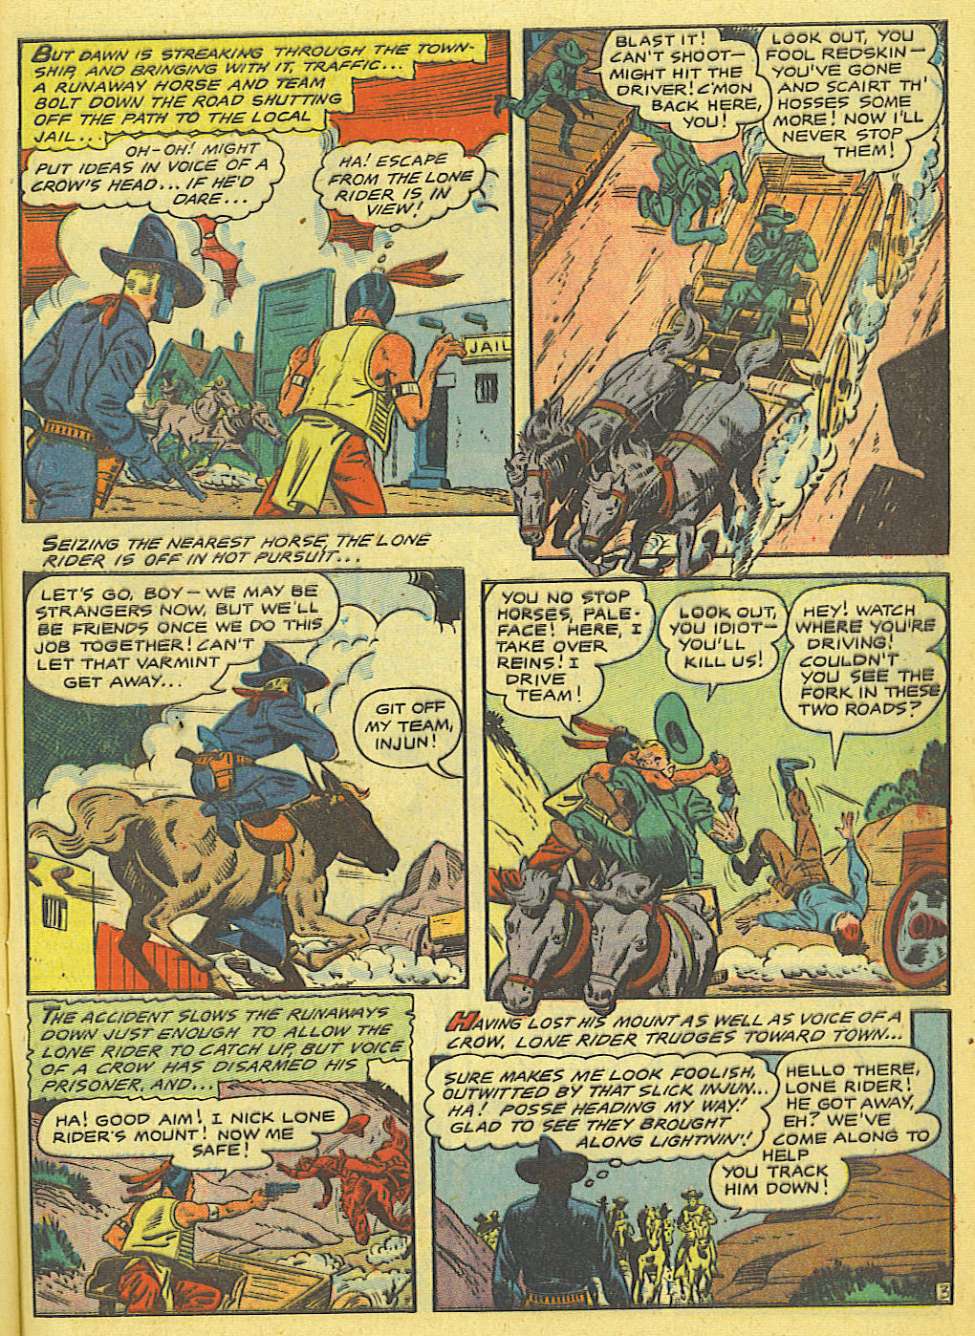 BUT DAWN IS STREAKING THROUGH THE TOWN-
SHIP, AND BRINGING WITH IT, TRAFFIC...
A RUNAWAY HORSE AND TEAM
BOLT DOWN THE ROAD SHUTTING
OFF THE PATH TO THE LOCAL
JAIL...
OH-OH! MIGHT
PUT IDEAS IN VOICE OF A
CROW'S HEAD... IF HE'D
DARE...
HA! ESCAPE
FROM THE LONE
RIDER IS IN
VIEW!
JAIL
BLAST IT!
CAN'T SHOOT—
MIGHT HIT THE
DRIVER! C'MON
BACK HERE,
YOU!
LOOK OUT, YOU
FOOL REDSKIN—
YOU'VE GONE
AND SCAIRT TH'
HOSSES SOME
MORE! NOW I'LL
NEVER STOP
THEM!
SEIZING THE NEAREST HORSE, THE LONE
RIDER IS OFF IN HOT PURSUIT...
LET'S GO, BOY—WE MAY BE
STRANGERS NOW, BUT WE'LL
BE FRIENDS ONCE WE DO THIS
JOB TOGETHER! CAN'T
LET THAT VARMINT
GET AWAY...
GIT OFF
MY TEAM,
INJUN!
YOU NO STOP
HORSES, PALE-
FACE! HERE, I
TAKE OVER
REINS! I
DRIVE
TEAM!
LOOK OUT,
YOU IDIOT—
YOU'LL
KILL US!
HEY! WATCH
WHERE YOU'RE
DRIVING!
COULDN'T
YOU SEE THE
FORK IN THESE
TWO ROADS?
THE ACCIDENT SLOWS THE RUNAWAYS
DOWN JUST ENOUGH TO ALLOW THE
LONE RIDER TO CATCH UP, BUT VOICE
OF A CROW HAS DISARMED HIS
PRISONER, AND...
HA! GOOD AIM! I NICK LONE
RIDER'S MOUNT! NOW ME
SAFE!
HAVING LOST HIS MOUNT AS WELL AS VOICE OF A
CROW, LONE RIDER TRUDGES TOWARD TOWN...
SURE MAKES ME LOOK FOOLISH,
OUTWITTED BY THAT SLICK INJUN...
HA! POSSE HEADING MY WAY!
GLAD TO SEE THEY BROUGHT
ALONG LIGHTNIN'!
HELLO THERE,
LONE RIDER!
HE GOT AWAY,
EH? WE'VE
COME ALONG TO
HELP
YOU TRACK
HIM DOWN!
3